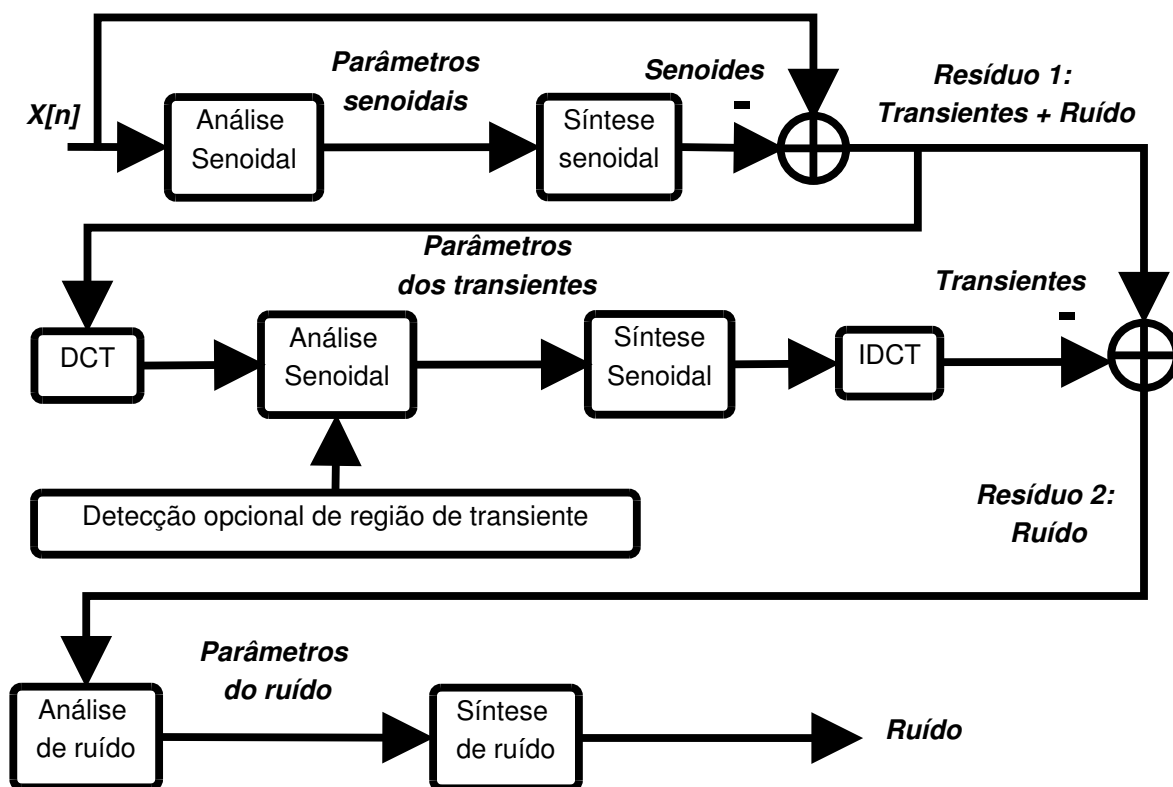 Parâmetros
senoidais
Senoides
-
Resíduo 1:
Transientes + Ruído
X[n]
Análise
Senoidal
Síntese
senoidal
Parâmetros
dos transientes
Transientes
-
DCT
Análise
Senoidal
Síntese
Senoidal
IDCT
Detecção opcional de região de transiente
Resíduo 2:
Ruído
Parâmetros
do ruído
Análise
de ruído
Síntese
de ruído
Ruído